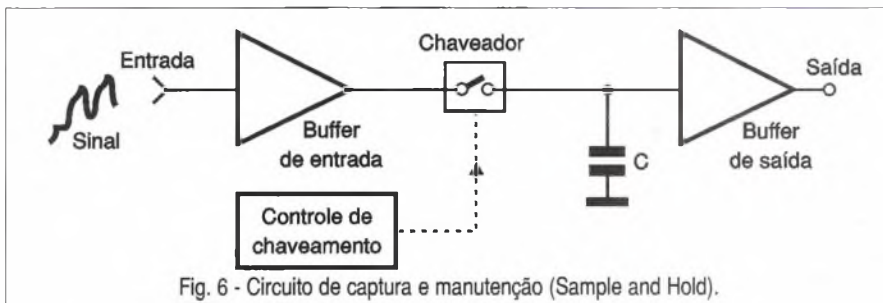 Chaveador
Entrada
Saída
Sinal
Buffer
de entrada
Buffer
de saída
C
Controle de
chaveamento
Fig. 6 - Circuito de captura e manutenção (Sample and Hold).